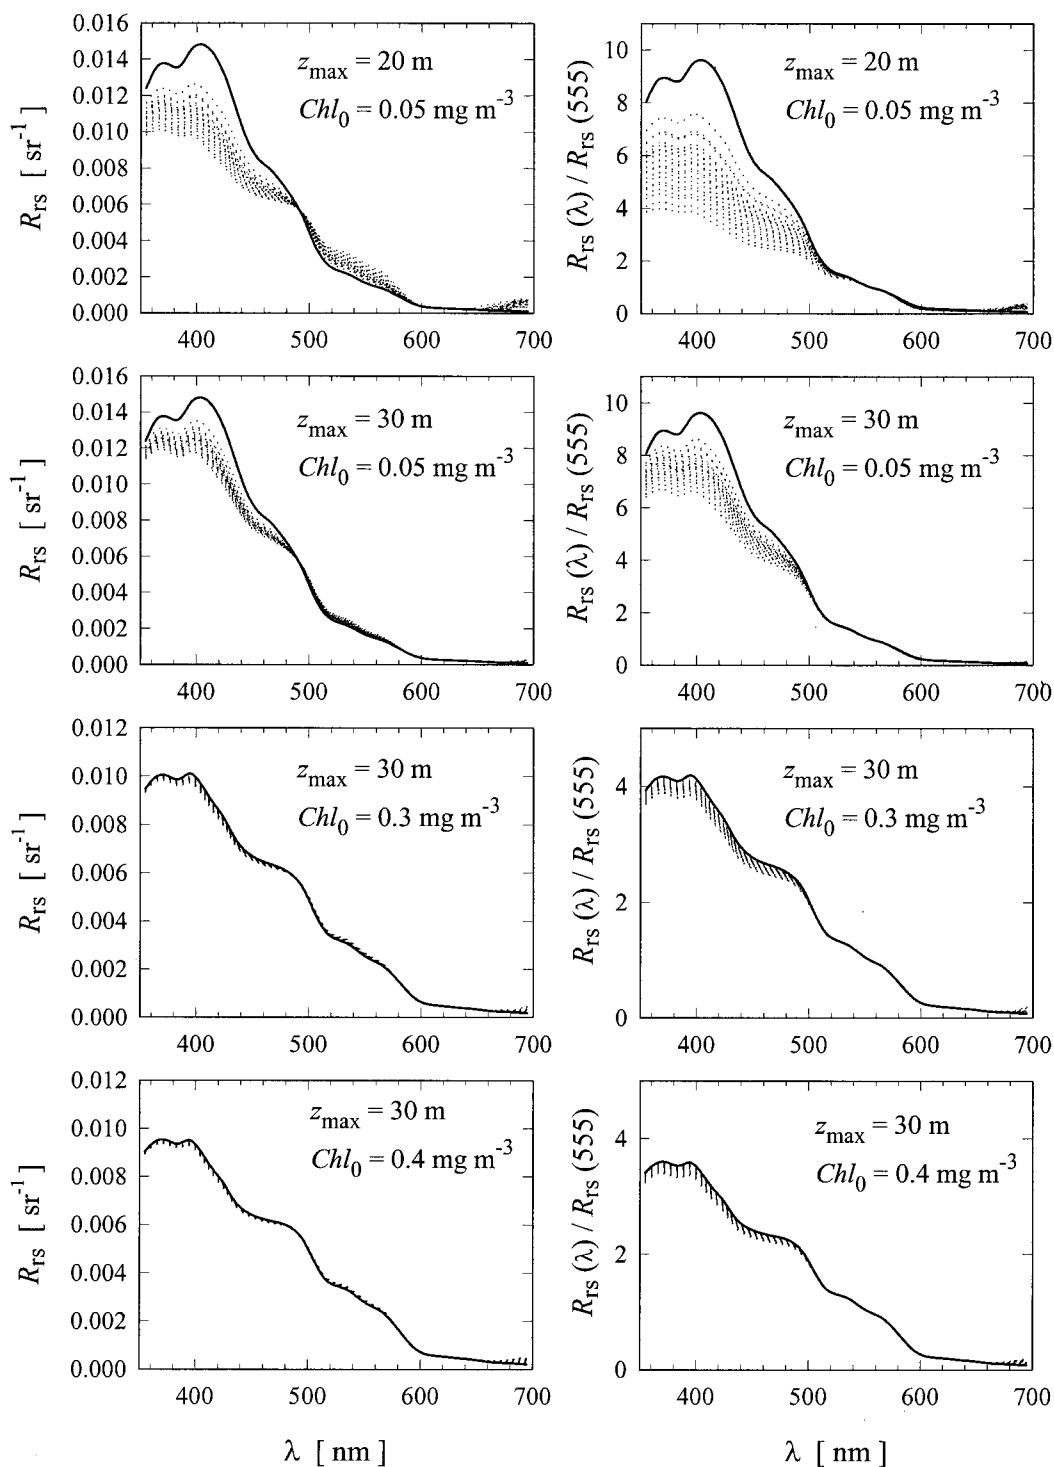 0.016
0.014
0.012
0.010
0.008
0.006
0.004
0.002
0.000
R_rs [ sr⁻¹ ]
z_max = 20 m
Chl_0 = 0.05 mg m⁻³
400 500 600 700
10
8
6
4
2
0
R_rs (λ) / R_rs (555)
z_max = 20 m
Chl_0 = 0.05 mg m⁻³
400 500 600 700
0.016
0.014
0.012
0.010
0.008
0.006
0.004
0.002
0.000
R_rs [ sr⁻¹ ]
z_max = 30 m
Chl_0 = 0.05 mg m⁻³
400 500 600 700
10
8
6
4
2
0
R_rs (λ) / R_rs (555)
z_max = 30 m
Chl_0 = 0.05 mg m⁻³
400 500 600 700
0.012
0.010
0.008
0.006
0.004
0.002
0.000
R_rs [ sr⁻¹ ]
z_max = 30 m
Chl_0 = 0.3 mg m⁻³
400 500 600 700
4
2
0
R_rs (λ) / R_rs (555)
z_max = 30 m
Chl_0 = 0.3 mg m⁻³
400 500 600 700
0.012
0.010
0.008
0.006
0.004
0.002
0.000
R_rs [ sr⁻¹ ]
z_max = 30 m
Chl_0 = 0.4 mg m⁻³
400 500 600 700
λ [ nm ]
4
2
0
R_rs (λ) / R_rs (555)
z_max = 30 m
Chl_0 = 0.4 mg m⁻³
400 500 600 700
λ [ nm ]